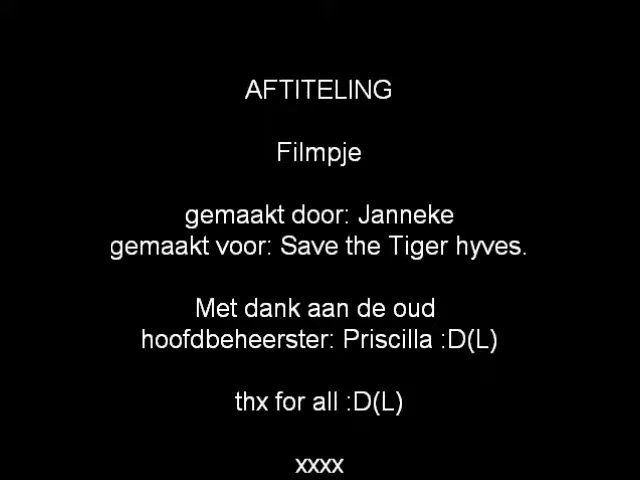 AFTITELING
Filmpje
gemaakt door: Janneke
gemaakt voor: Save the Tiger hyves.
Met dank aan de oud
hoofdbeheerster: Priscilla :D(L)
thx for all :D(L)
xxxx